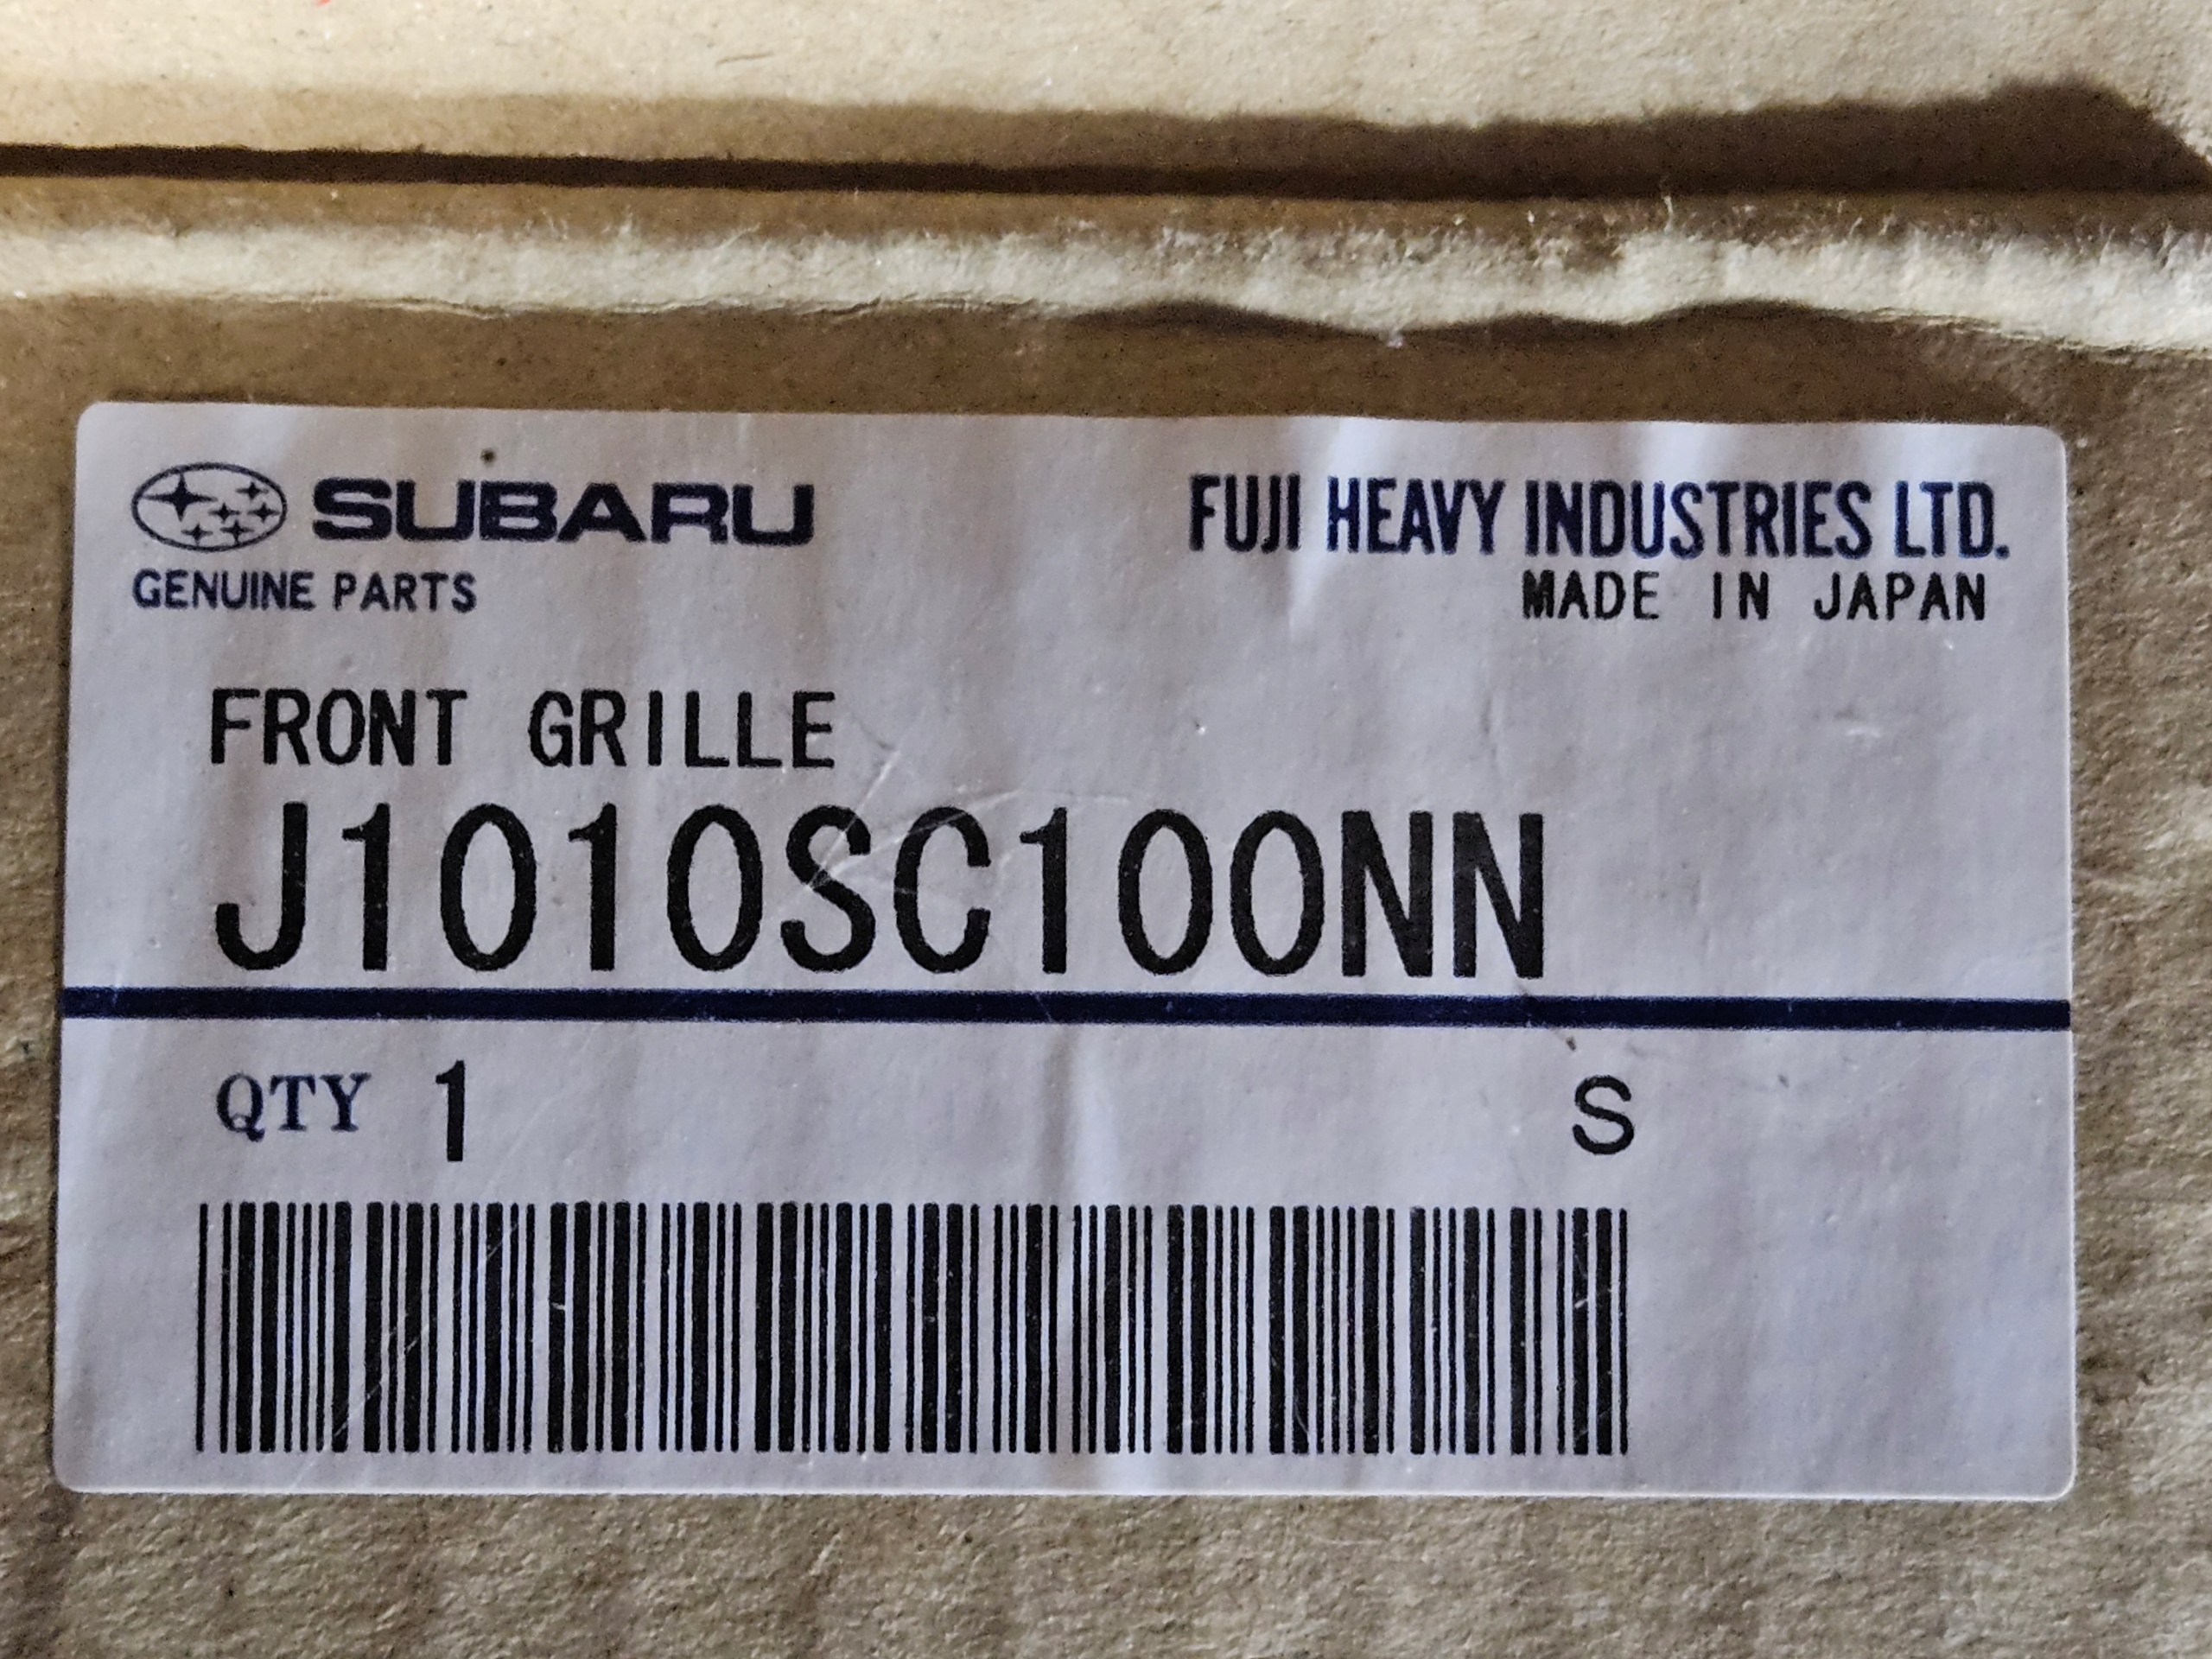 SUBARU
GENUINE PARTS
FUJI HEAVY INDUSTRIES LTD.
MADE IN JAPAN
FRONT GRILLE
J1010SC100NN
QTY 1
S